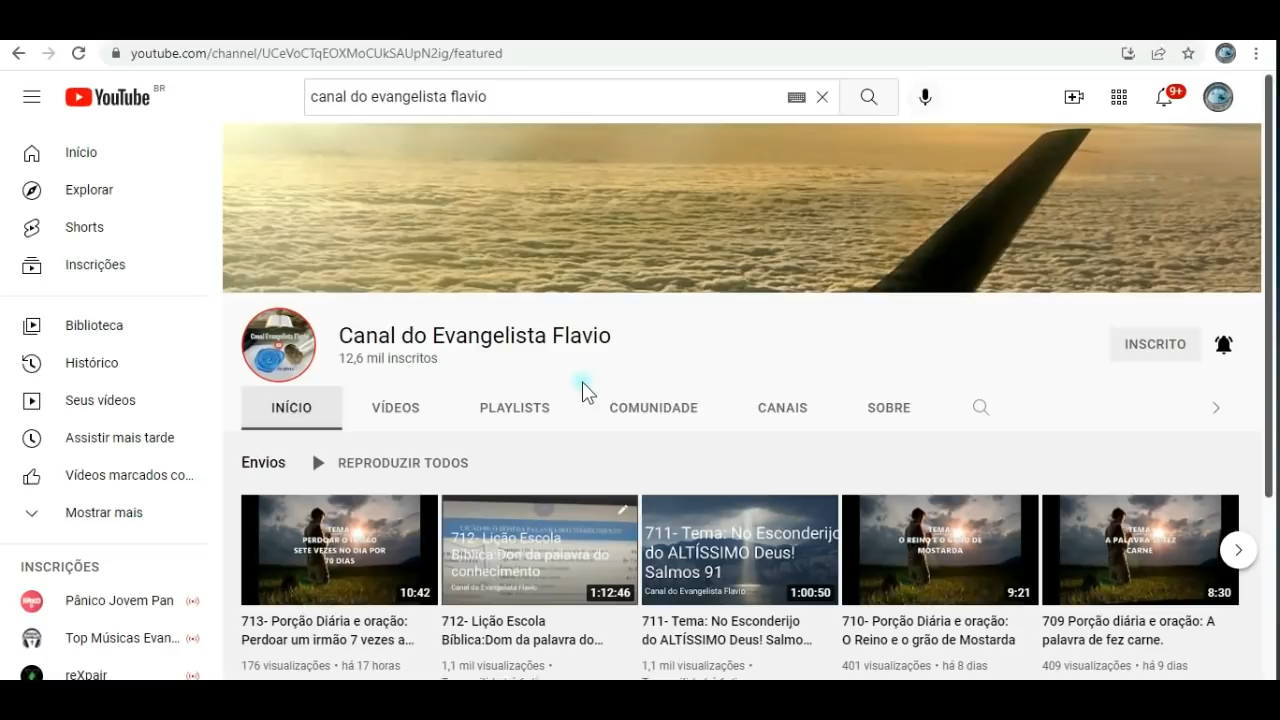 youtube.com/channel/UCeVoCTqEOXMoCUkSAUpN2ig/featured
YouTube BR
canal do evangelista flavio
9+
Início
Explorar
Shorts
Inscrições
Biblioteca
Histórico
Seus vídeos
Assistir mais tarde
Vídeos marcados co...
Mostrar mais
INSCRIÇÕES
Pânico Jovem Pan
Top Músicas Evan...
reXpair
Canal do Evangelista Flavio
12,6 mil inscritos
INSCRITO
INÍCIO
VÍDEOS
PLAYLISTS
COMUNIDADE
CANAIS
SOBRE
Envios
REPRODUZIR TODOS
TEMA
PERDOAR O IRMÃO
SETE VEZES NO DIA POR
70 DIAS
10:42
713- Porção Diária e oração:
Perdoar um irmão 7 vezes a...
176 visualizações • há 17 horas
712- Lição Escola
Bíblica:Dom da palavra do
conhecimento
Canal do Evangelista Flavio
1:12:46
712- Lição Escola
Bíblica:Dom da palavra do...
1,1 mil visualizações •
711- Tema: No Esconderijo
do ALTÍSSIMO Deus!
Salmos 91
Canal do Evangelista Flavio
1:00:50
711- Tema: No Esconderijo
do ALTÍSSIMO Deus! Salmo...
1,1 mil visualizações •
TEMA
O REINO E O GRÃO DE
MOSTARDA
9:21
710- Porção Diária e oração:
O Reino e o grão de Mostarda
401 visualizações • há 8 dias
TEMA
A PALAVRA SE FEZ
CARNE
8:30
709 Porção diária e oração: A
palavra de fez carne.
409 visualizações • há 9 dias